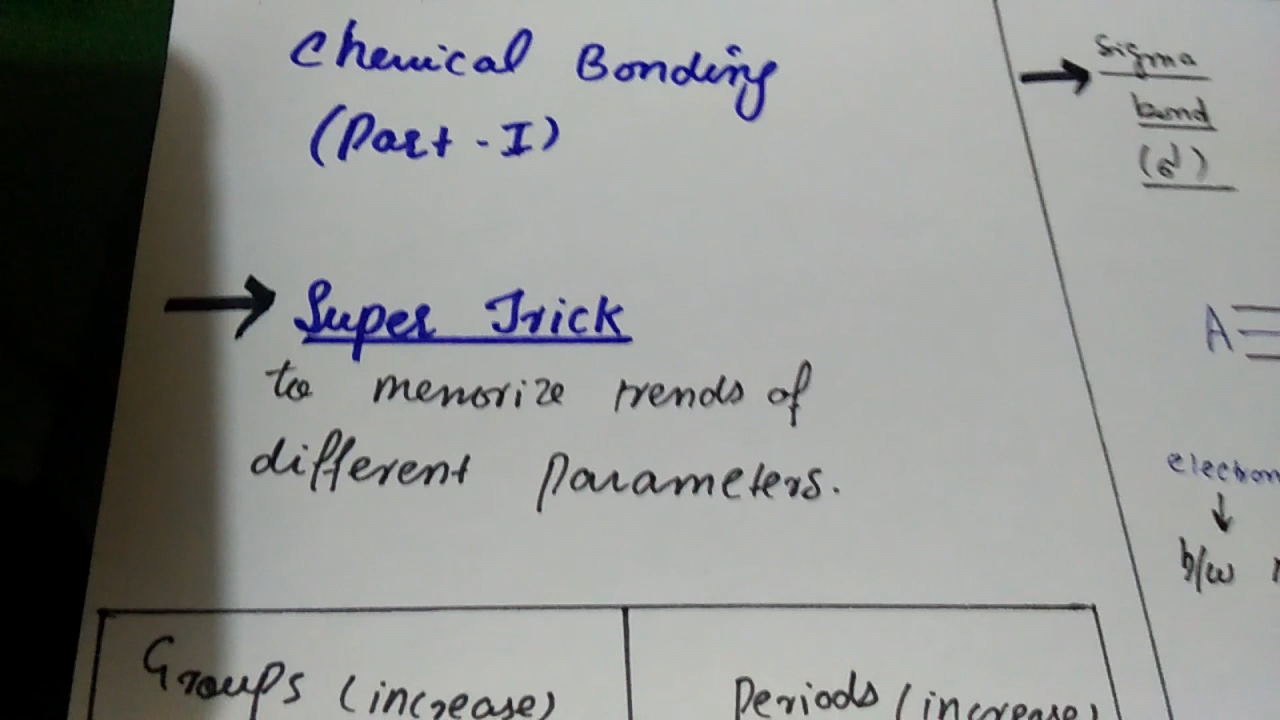 Chemical Bonding
(Part - I)
Super Trick
to memorize trends of
different parameters.
Groups (increase)
Periods (increase)
Sigma
bond
(σ)
A
electron
↓
b/w